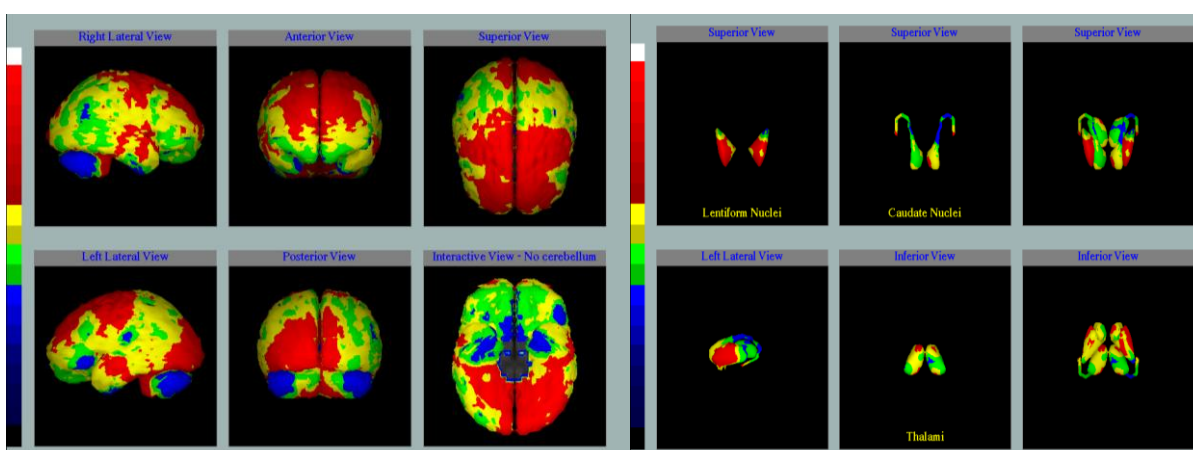 Right Lateral View
Anterior View
Superior View
Superior View
Superior View
Superior View
Lentiform Nuclei
Caudate Nuclei
Left Lateral View
Posterior View
Interactive View - No cerebellum
Left Lateral View
Inferior View
Inferior View
Thalami